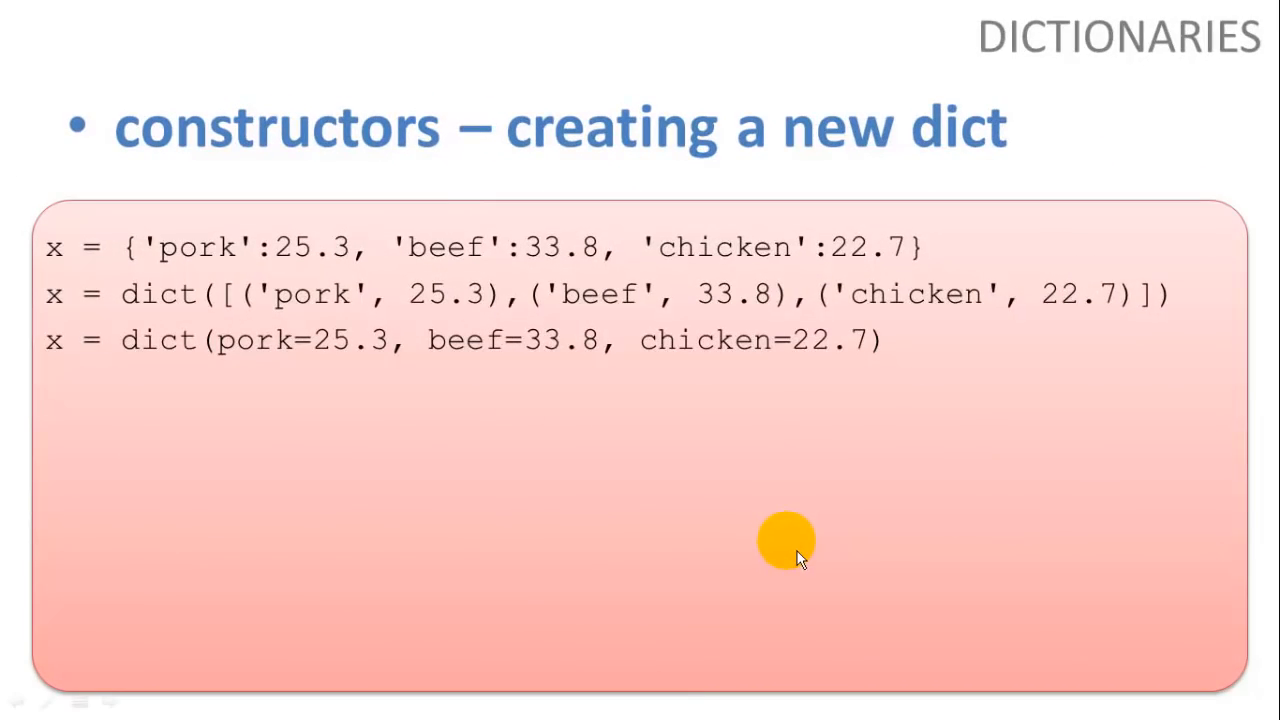 DICTIONARIES
• constructors – creating a new dict
x = {'pork':25.3, 'beef':33.8, 'chicken':22.7}
x = dict([('pork', 25.3),('beef', 33.8),('chicken', 22.7)])
x = dict(pork=25.3, beef=33.8, chicken=22.7)